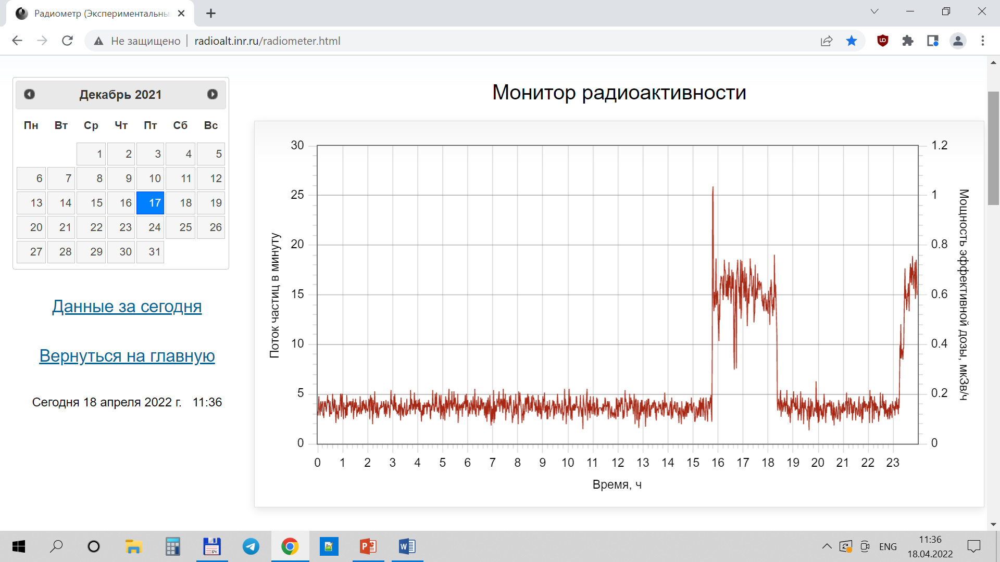 Радиометр (Экспериментальны
Не защищено
radioalt.inr.ru/radiometer.html
Декабрь 2021
Пн Вт Ср Чт Пт Сб Вс
1 2 3 4 5
6 7 8 9 10 11 12
13 14 15 16 17 18 19
20 21 22 23 24 25 26
27 28 29 30 31
Данные за сегодня
Вернуться на главную
Сегодня 18 апреля 2022 г. 11:36
Монитор радиоактивности
Поток частиц в минуту
30
25
20
15
10
5
0
1.2
1
0.8
0.6
0.4
0.2
0
Мощность эффективной дозы, мкЗв/ч
0 1 2 3 4 5 6 7 8 9 10 11 12 13 14 15 16 17 18 19 20 21 22 23
Время, ч
64
ENG
11:36
18.04.2022